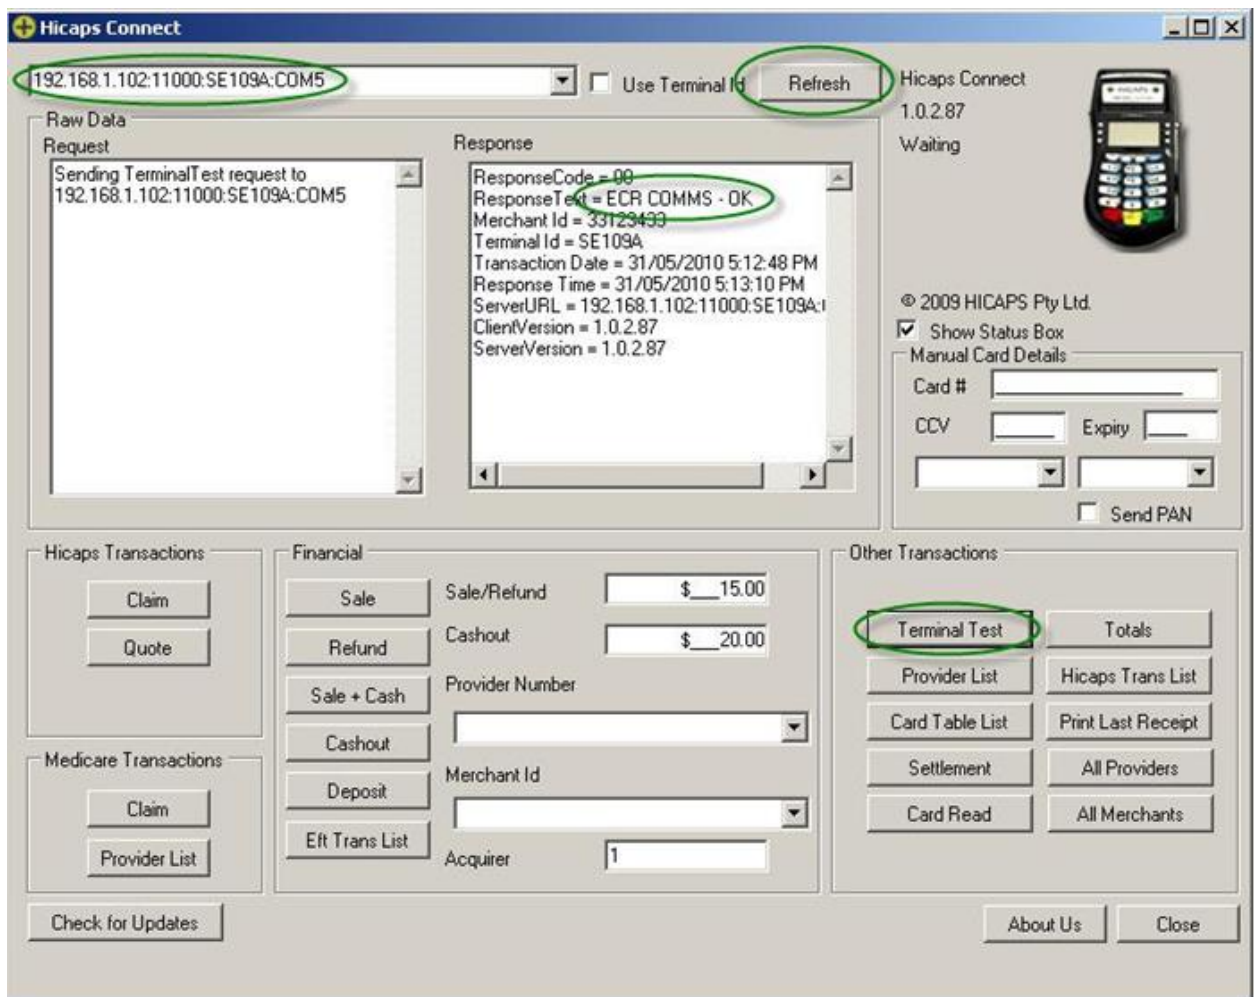 Hicaps Connect
192.168.1.102:11000:SE109A:COM5
Use Terminal Id
Refresh
Hicaps Connect
1.0.2.87
Waiting
Raw Data
Request
Sending TerminalTest request to
192.168.1.102:11000:SE109A:COM5
Response
ResponseCode = 00
ResponseText = ECR COMMS - OK
Merchant Id = 33123433
Terminal Id = SE109A
Transaction Date = 31/05/2010 5:12:48 PM
Response Time = 31/05/2010 5:13:10 PM
ServerURL = 192.168.1.102:11000:SE109A:
ClientVersion = 1.0.2.87
ServerVersion = 1.0.2.87
© 2009 HICAPS Pty Ltd.
Show Status Box
Manual Card Details
Card #
CCV
Expiry
Send PAN
Hicaps Transactions
Claim
Quote
Medicare Transactions
Claim
Provider List
Financial
Sale
Refund
Sale + Cash
Cashout
Deposit
Eft Trans List
Sale/Refund
$___15.00
Cashout
$___20.00
Provider Number
Merchant Id
Acquirer
1
Other Transactions
Terminal Test
Totals
Provider List
Hicaps Trans List
Card Table List
Print Last Receipt
Settlement
All Providers
Card Read
All Merchants
Check for Updates
About Us
Close